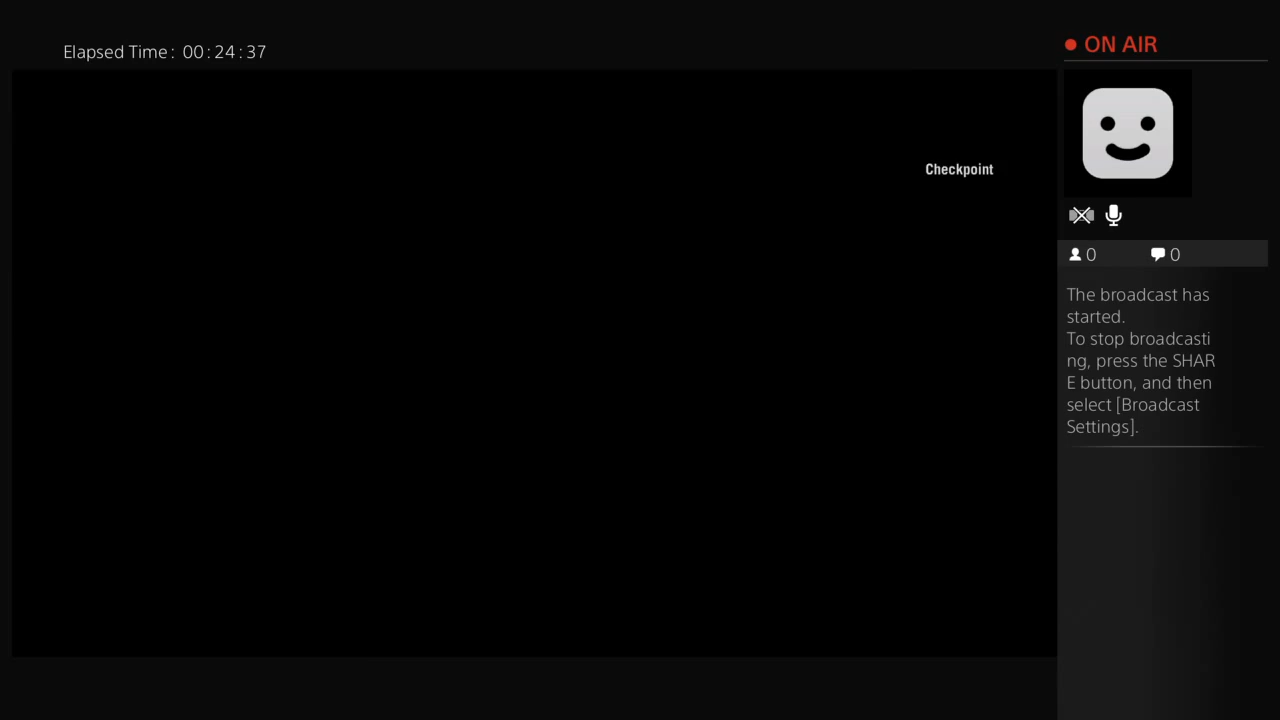 Elapsed Time: 00:24:37
ON AIR
Checkpoint
0 0
The broadcast has
started.
To stop broadcasti
ng, press the SHAR
E button, and then
select [Broadcast
Settings].